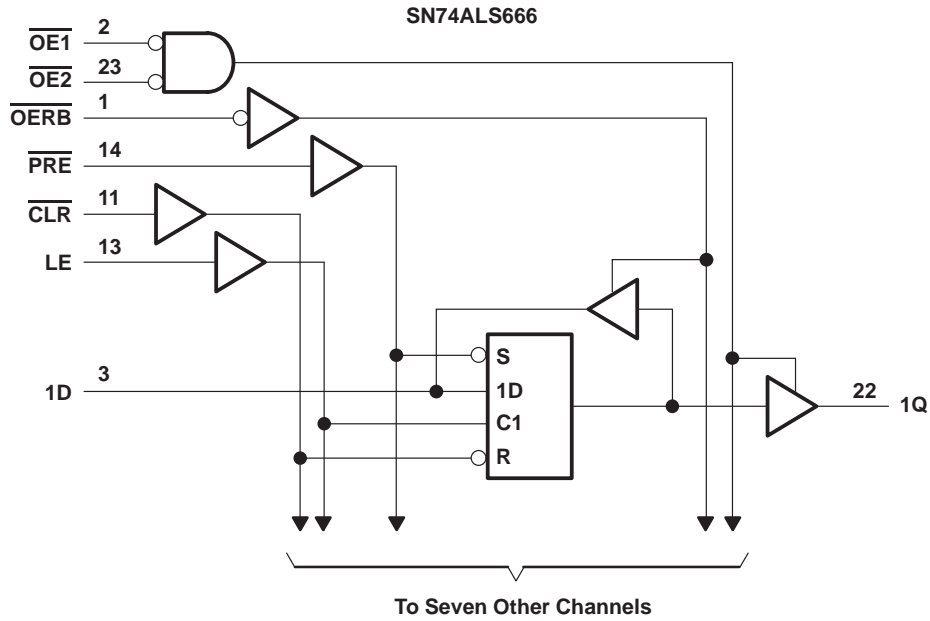 SN74ALS666
OE1 2
OE2 23
OERB 1
PRE 14
CLR 11
LE 13
S
1D 3 1D
C1
22 1Q
R
To Seven Other Channels